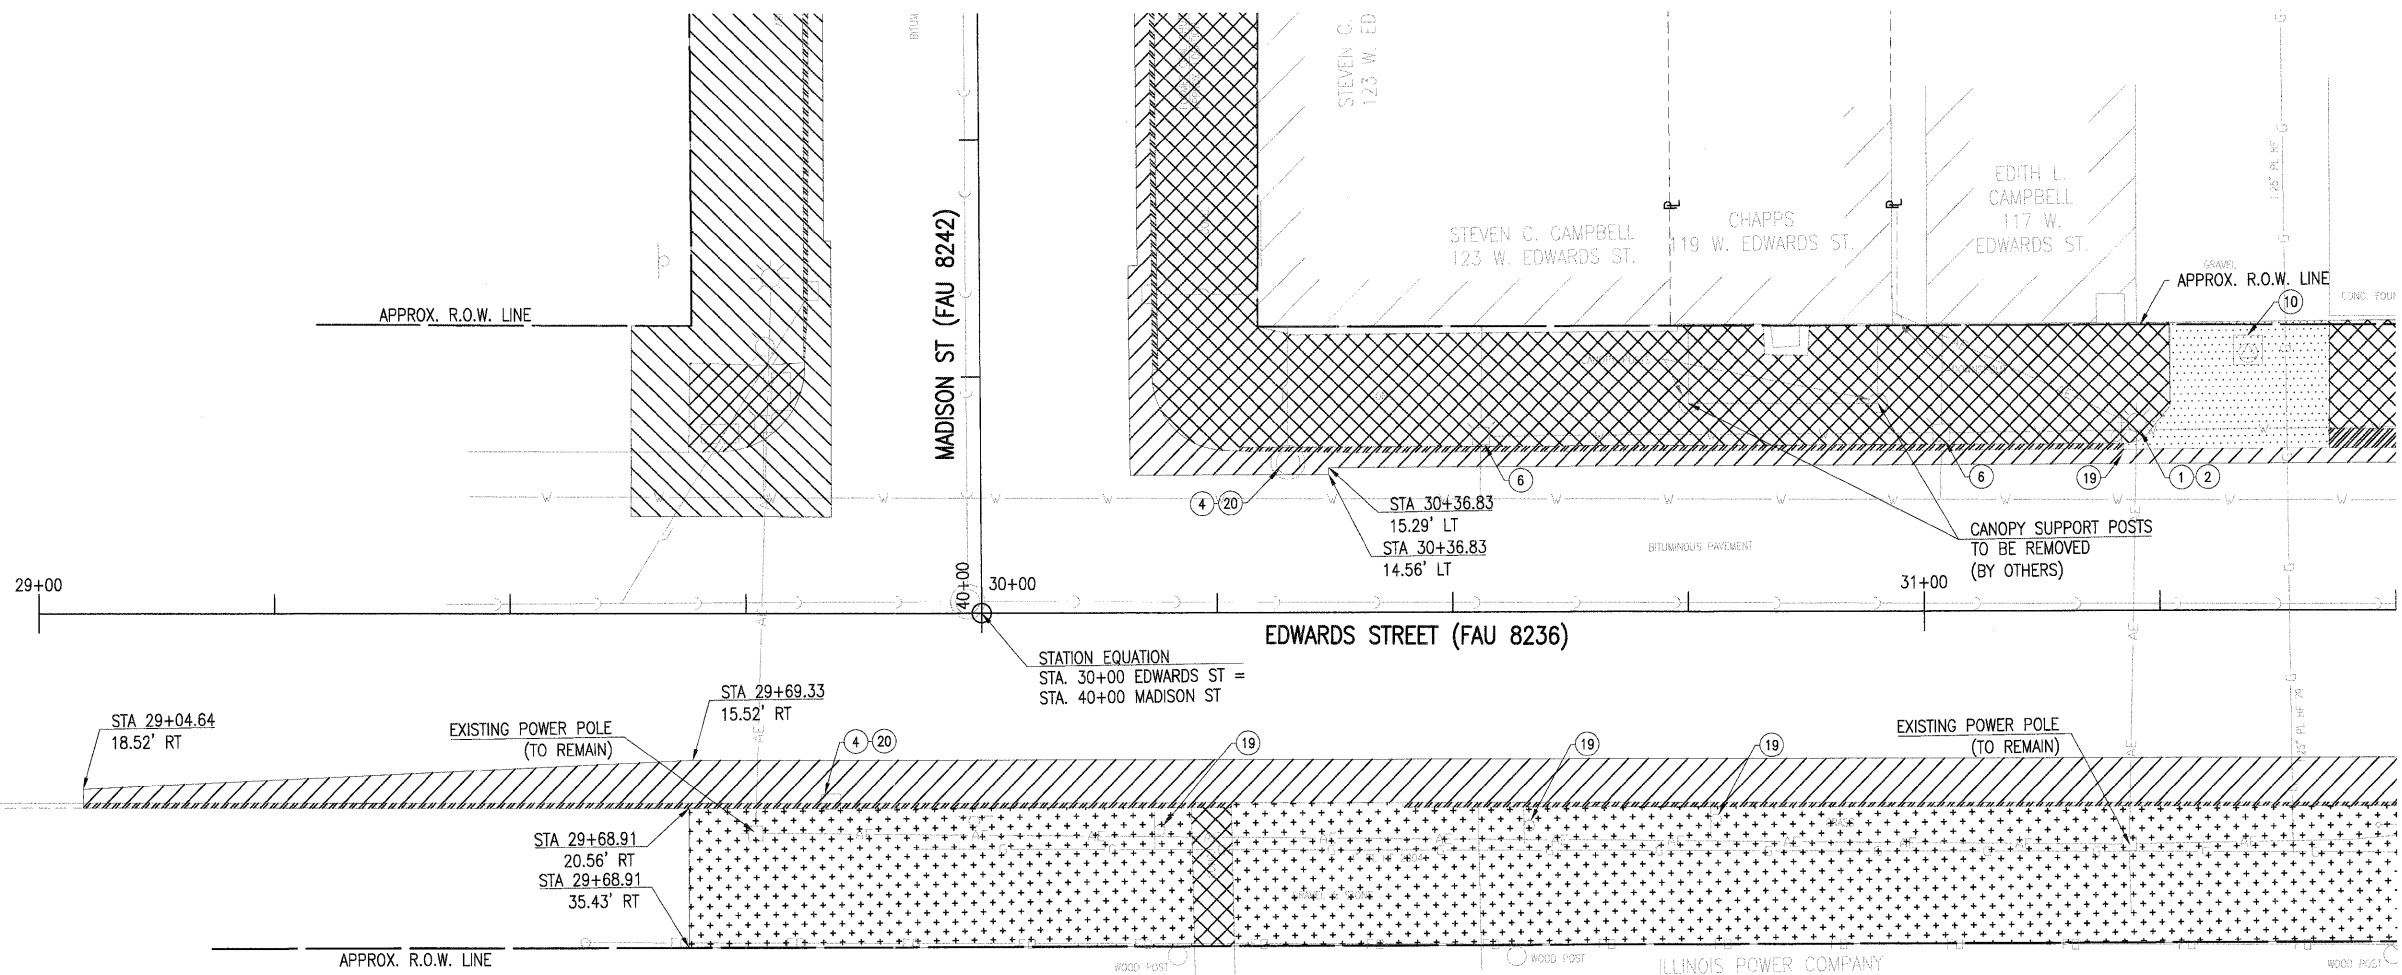 STEVEN C.
123 W. ED
MADISON ST (FAU 8242)
EDITH L.
CAMPBELL
117 W.
EDWARDS ST.
CHAPPS
119 W. EDWARDS ST.
STEVEN C. CAMPBELL
123 W. EDWARDS ST.
GRAVEL
APPROX. R.O.W. LINE
10
APPROX. R.O.W. LINE
4
20
6
6
19
1
2
STA 30+36.83
15.29' LT
STA 30+36.83
14.56' LT
BITUMINOUS PAVEMENT
CANOPY SUPPORT POSTS
TO BE REMOVED
(BY OTHERS)
29+00
40+00
30+00
31+00
EDWARDS STREET (FAU 8236)
STATION EQUATION
STA. 30+00 EDWARDS ST =
STA. 40+00 MADISON ST
STA 29+04.64
18.52' RT
STA 29+69.33
15.52' RT
EXISTING POWER POLE
(TO REMAIN)
4
20
19
19
19
EXISTING POWER POLE
(TO REMAIN)
STA 29+68.91
20.56' RT
STA 29+68.91
35.43' RT
APPROX. R.O.W. LINE
WOOD POST
WOOD POST
ILLINOIS POWER COMPANY
WOOD POST